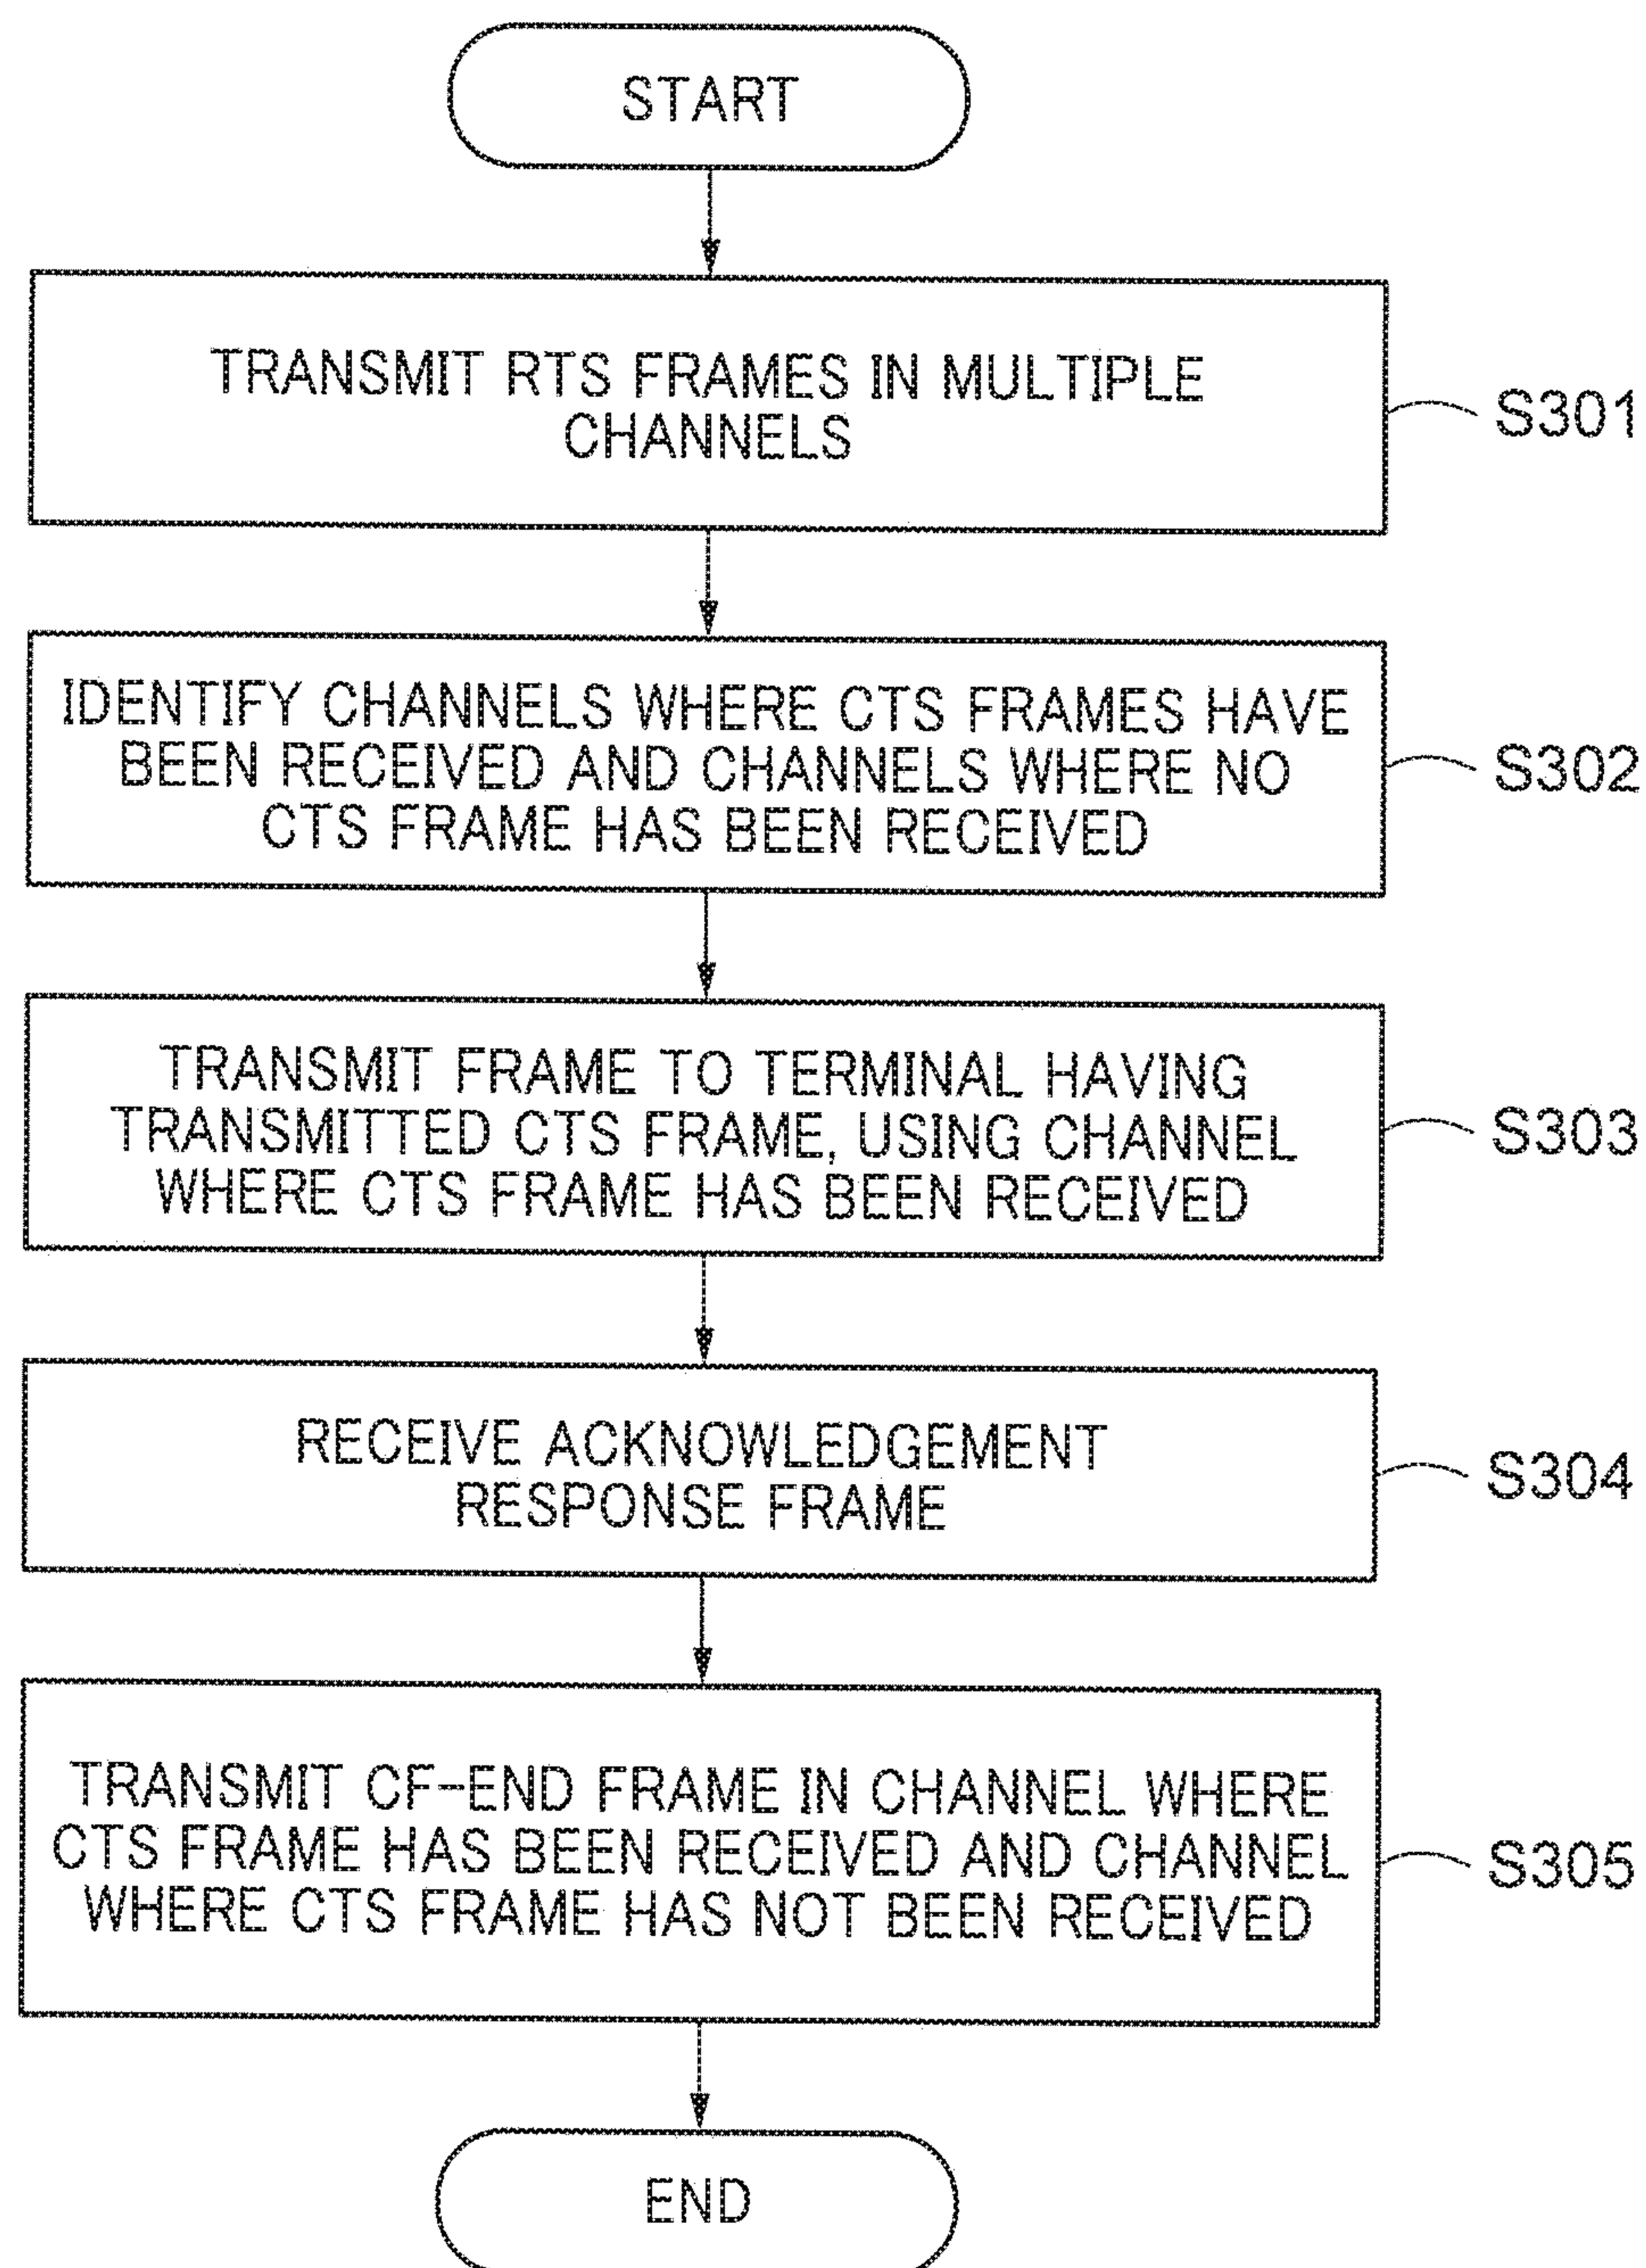 START
TRANSMIT RTS FRAMES IN MULTIPLE
CHANNELS
S301
IDENTIFY CHANNELS WHERE CTS FRAMES HAVE
BEEN RECEIVED AND CHANNELS WHERE NO
CTS FRAME HAS BEEN RECEIVED
S302
TRANSMIT FRAME TO TERMINAL HAVING
TRANSMITTED CTS FRAME, USING CHANNEL
WHERE CTS FRAME HAS BEEN RECEIVED
S303
RECEIVE ACKNOWLEDGEMENT
RESPONSE FRAME
S304
TRANSMIT CF-END FRAME IN CHANNEL WHERE
CTS FRAME HAS BEEN RECEIVED AND CHANNEL
WHERE CTS FRAME HAS NOT BEEN RECEIVED
S305
END